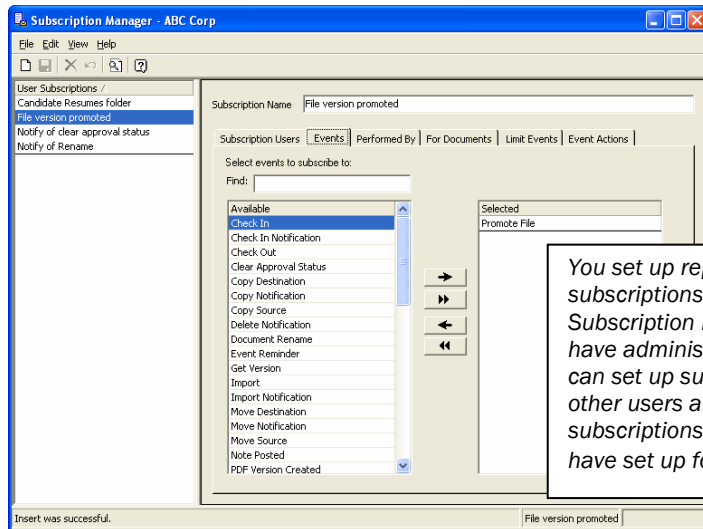 Subscription Manager - ABC Corp
File Edit View Help
User Subscriptions /
Candidate Resumes folder
File version promoted
Notify of clear approval status
Notify of Rename
Subscription Name File version promoted
Subscription Users Events Performed By For Documents Limit Events Event Actions
Select events to subscribe to:
Find:
Available
Check In
Check In Notification
Check Out
Clear Approval Status
Copy Destination
Copy Notification
Copy Source
Delete Notification
Document Rename
Event Reminder
Get Version
Import
Import Notification
Move Destination
Move Notification
Move Source
Note Posted
PDF Version Created
Selected
Promote File
You set up
subscriptions
Subscription
have
can set up
other users
subscriptions
have set up
Insert was successful. File version promoted